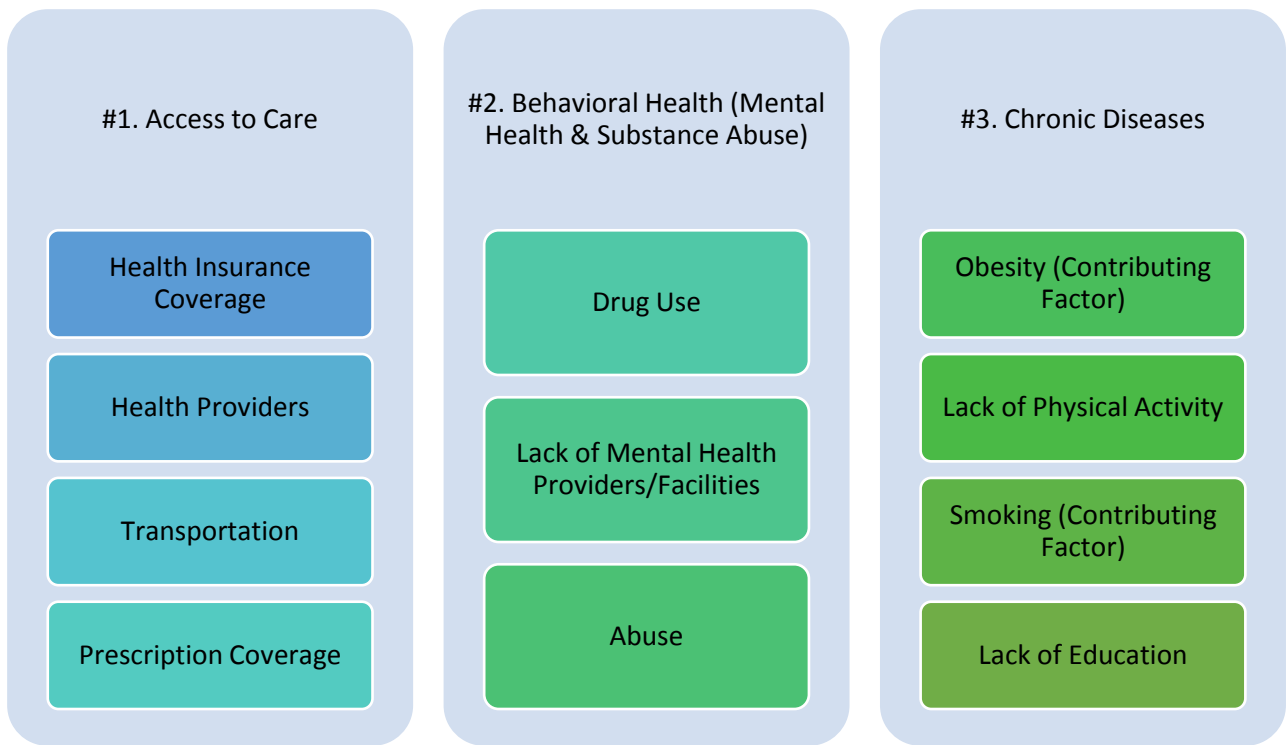 #1. Access to Care
Health Insurance
Coverage
Health Providers
Transportation
Prescription Coverage
#2. Behavioral Health (Mental
Health & Substance Abuse)
Drug Use
Lack of Mental Health
Providers/Facilities
Abuse
#3. Chronic Diseases
Obesity (Contributing
Factor)
Lack of Physical Activity
Smoking (Contributing
Factor)
Lack of Education